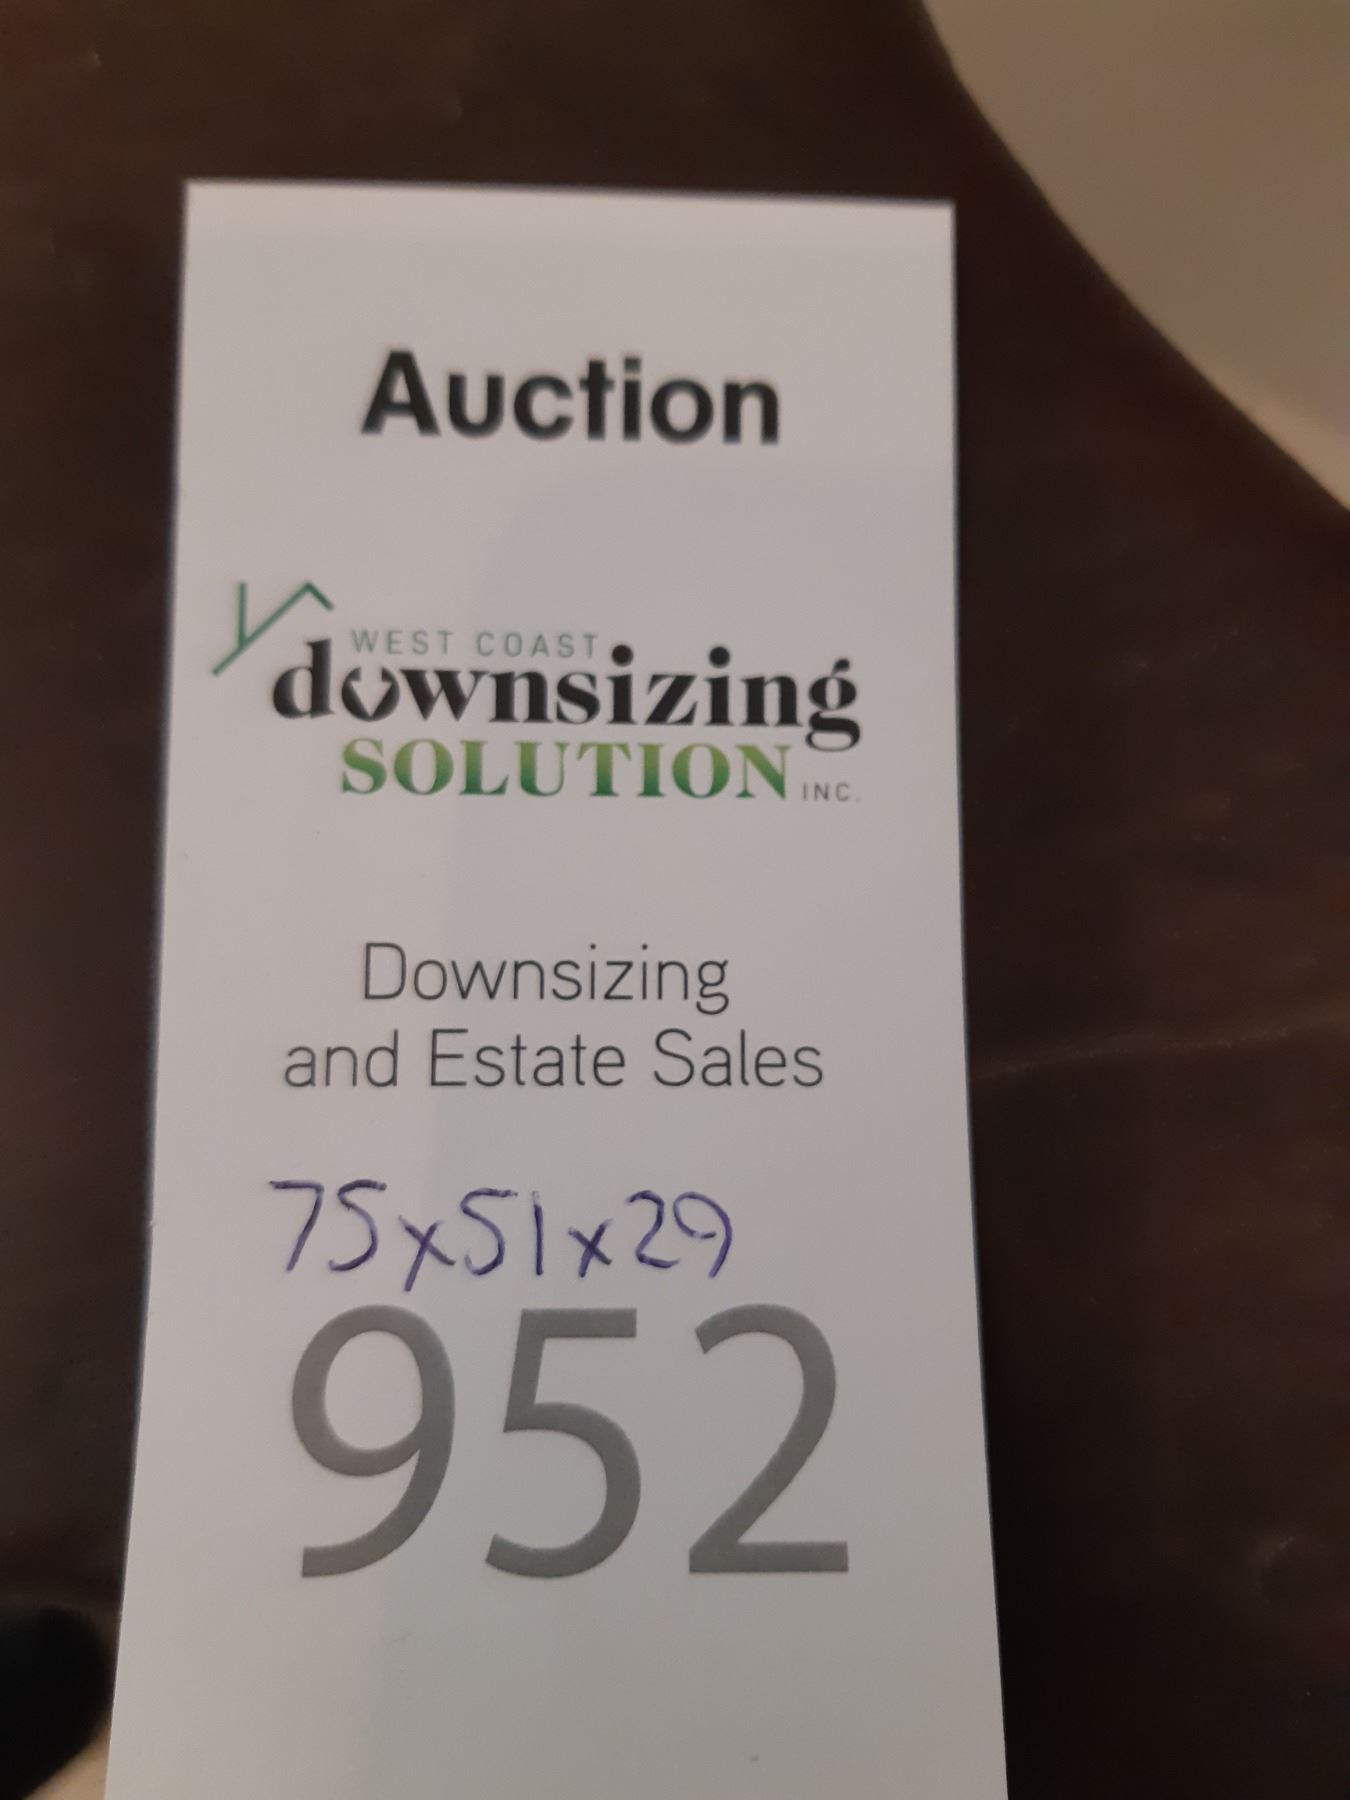 Auction
WEST COAST
downsizing
SOLUTION INC.
Downsizing
and Estate Sales
75x51x29
952